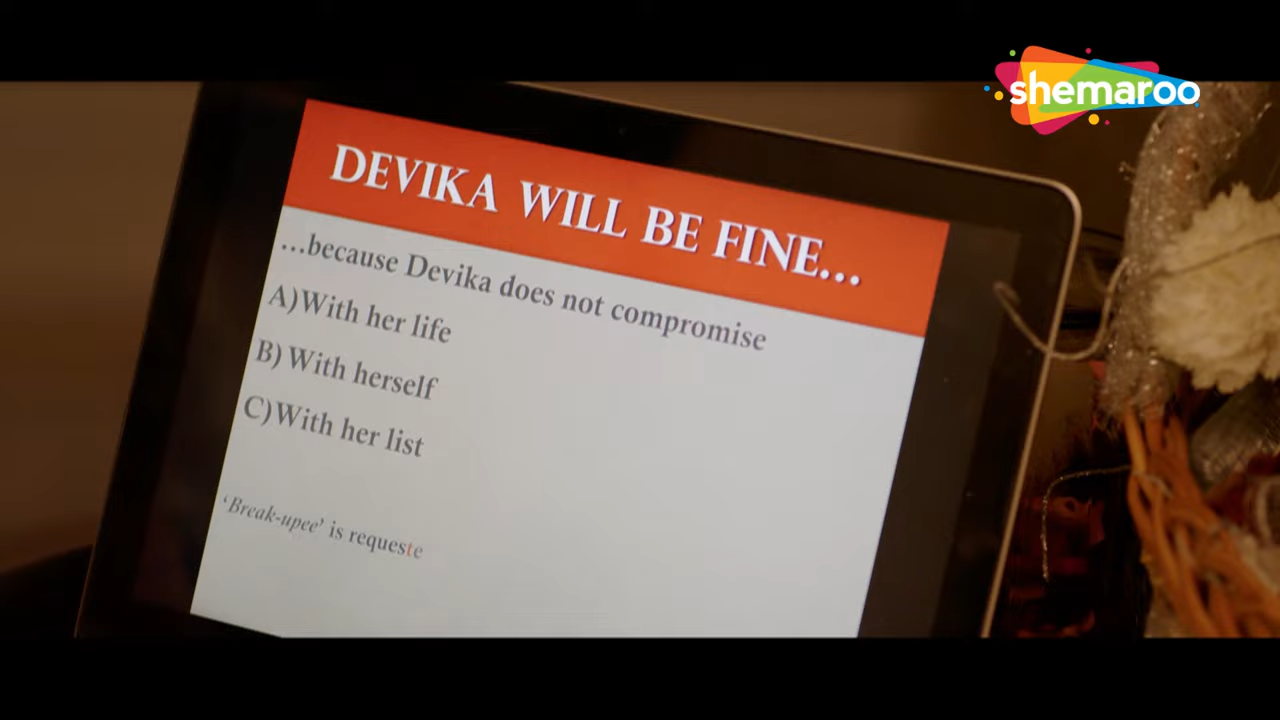 shemaroo
DEVIKA WILL BE FINE...
...because Devika does not compromise
A)With her life
B) With herself
C)With her list
‘Break-upee’ is requeste